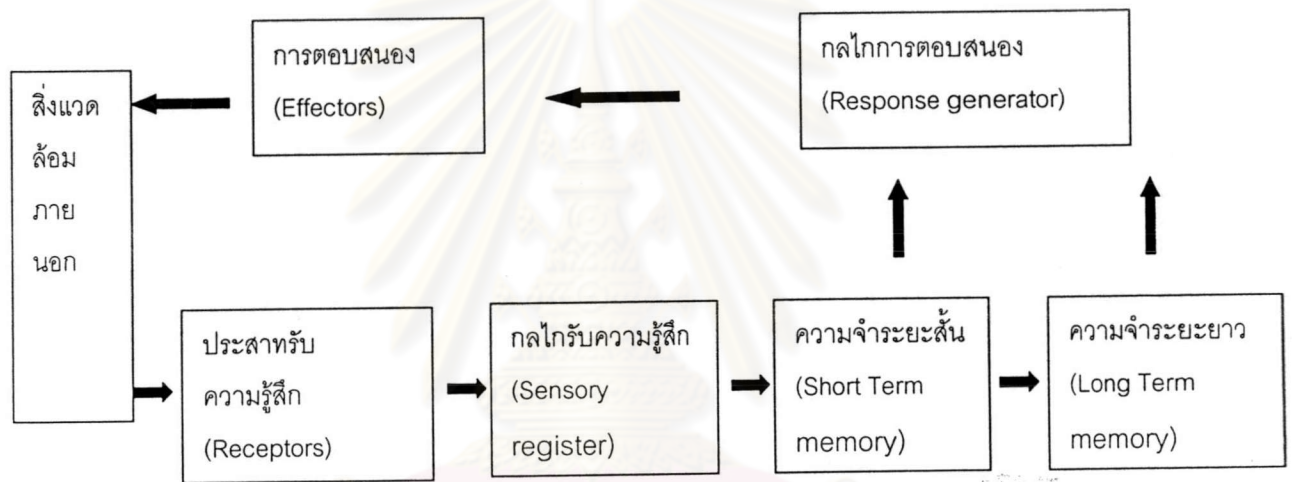 การตอบสนอง
(Effectors)
กลไกการตอบสนอง
(Response generator)
สิ่งแวด
ล้อม
ภาย
นอก
ประสาทรับ
ความรู้สึก
(Receptors)
กลไกรับความรู้สึก
(Sensory
register)
ความจำระยะสั้น
(Short Term
memory)
ความจำระยะยาว
(Long Term
memory)